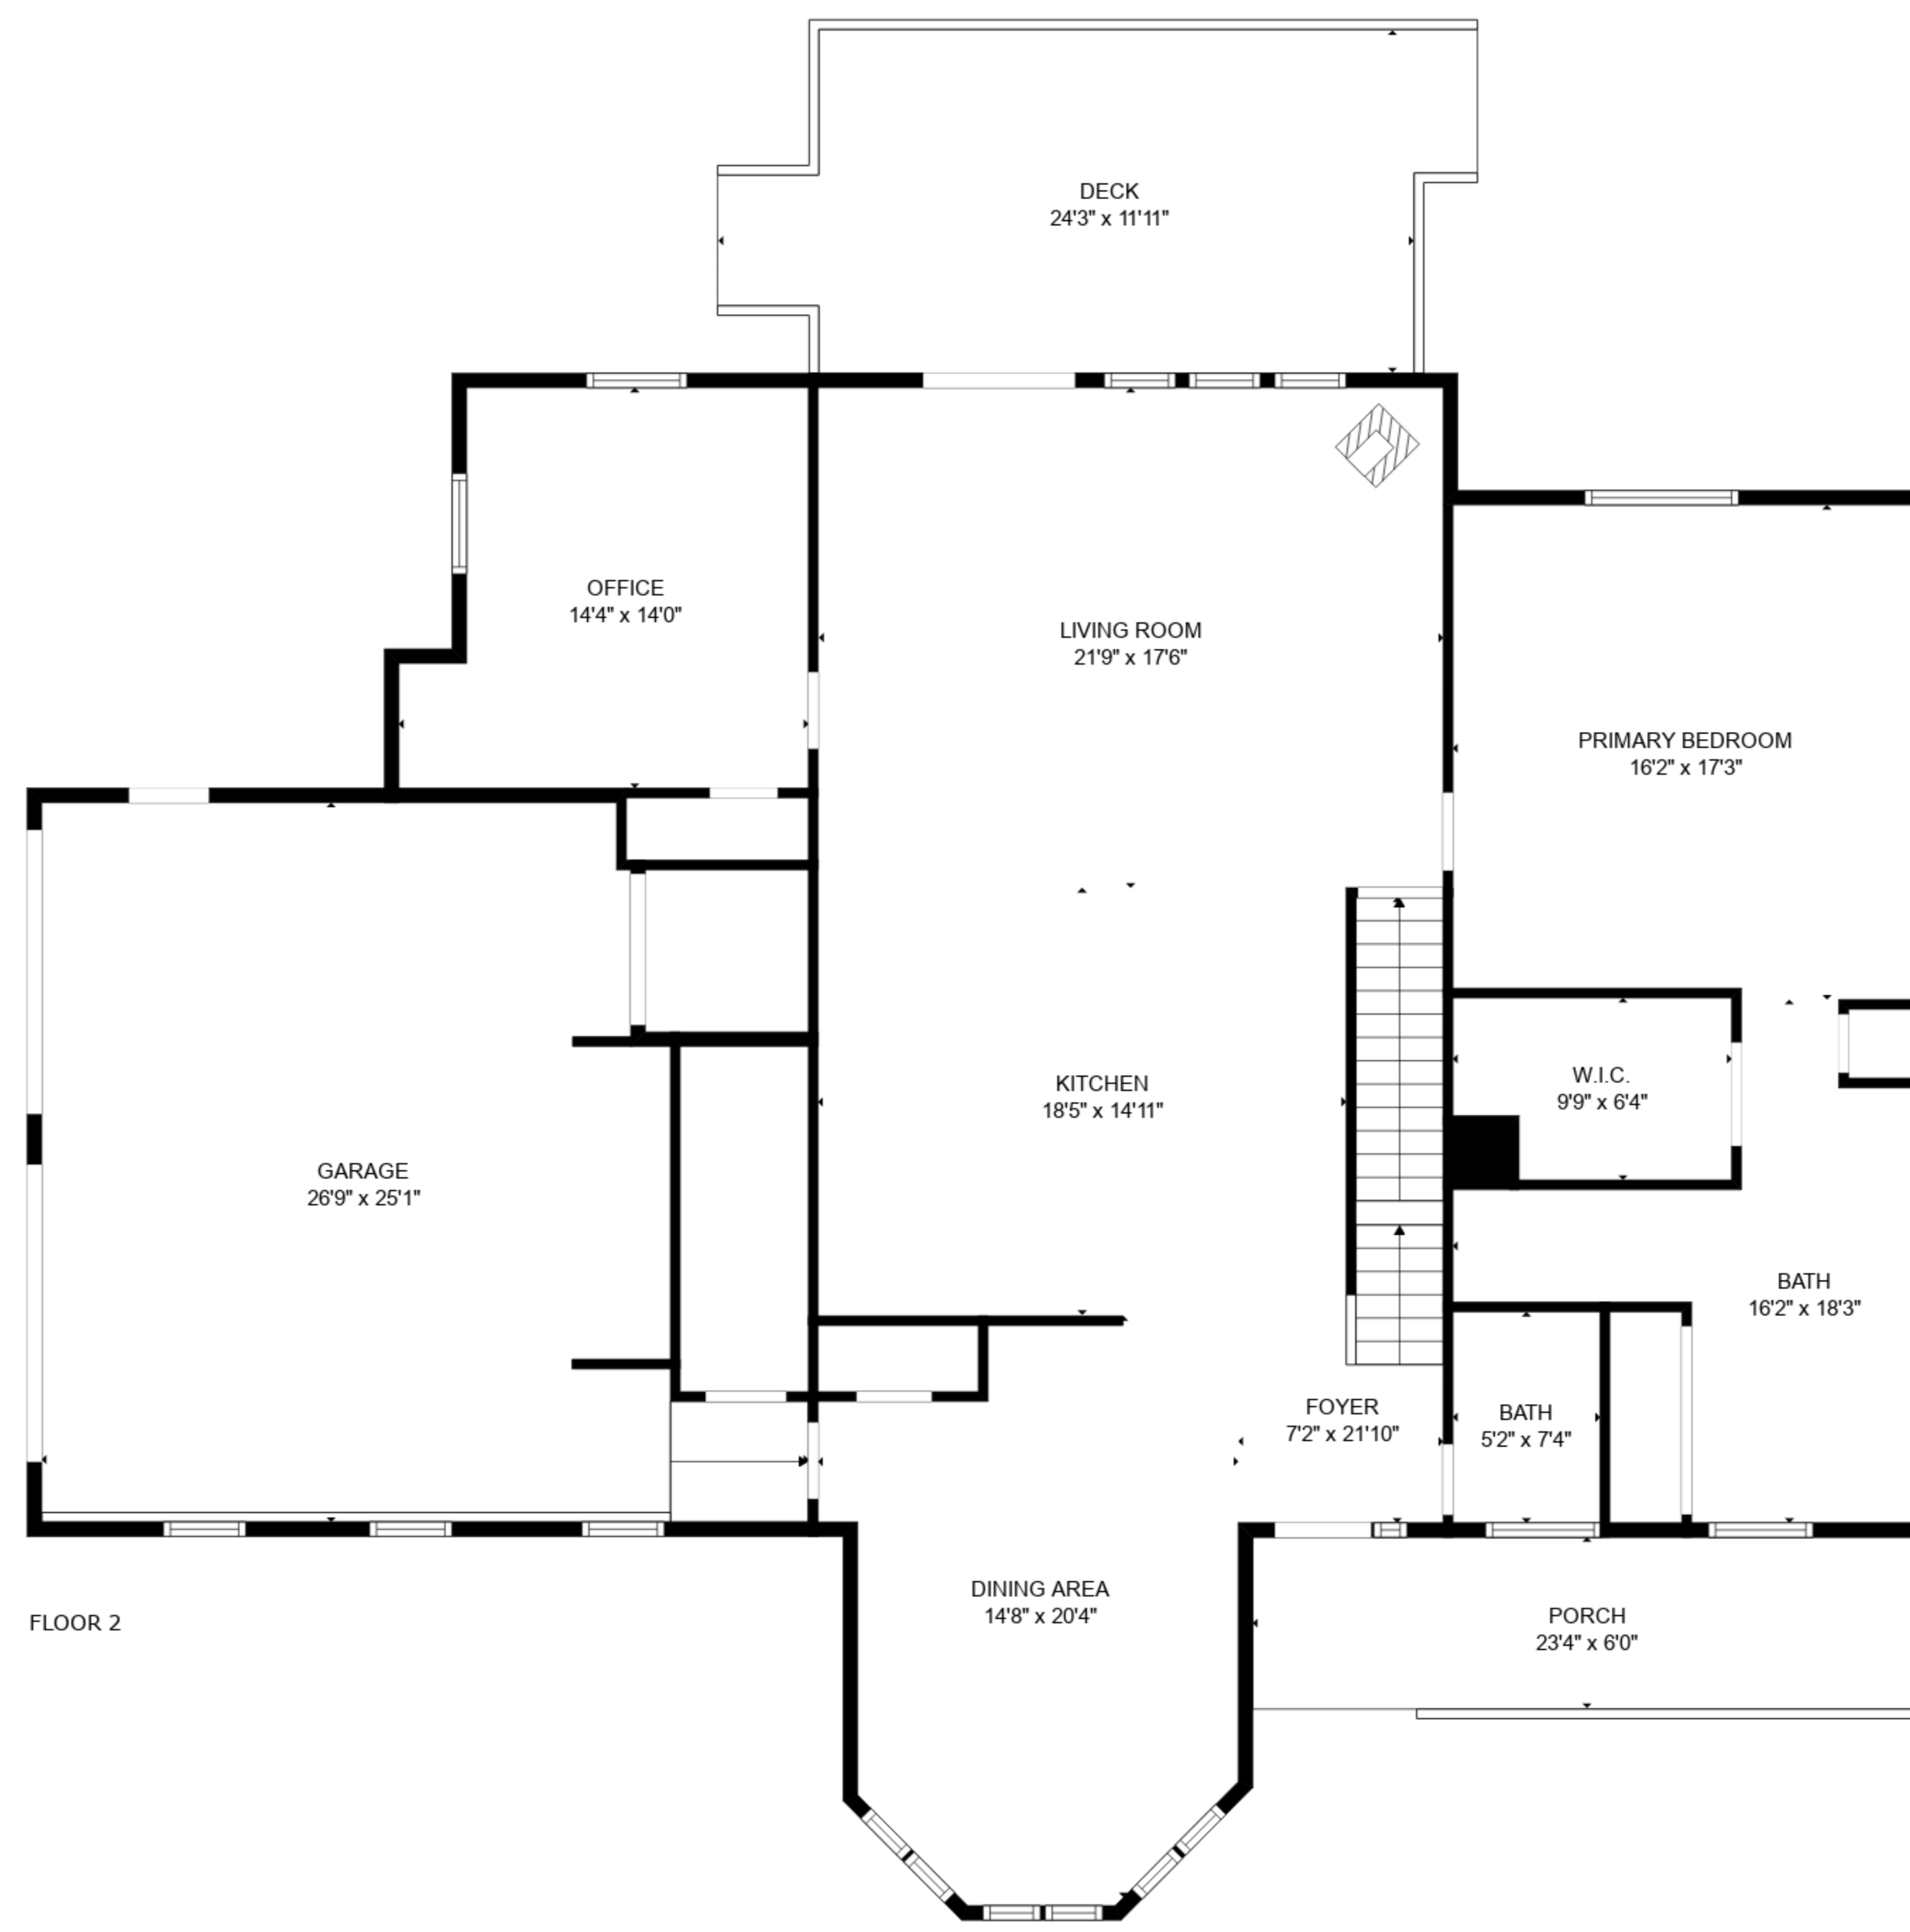 DECK
24'3" x 11'11"
OFFICE
14'4" x 14'0"
LIVING ROOM
21'9" x 17'6"
PRIMARY BEDROOM
16'2" x 17'3"
W.I.C.
9'9" x 6'4"
KITCHEN
18'5" x 14'11"
GARAGE
26'9" x 25'1"
BATH
16'2" x 18'3"
FOYER
7'2" x 21'10"
BATH
5'2" x 7'4"
DINING AREA
14'8" x 20'4"
PORCH
23'4" x 6'0"
FLOOR 2